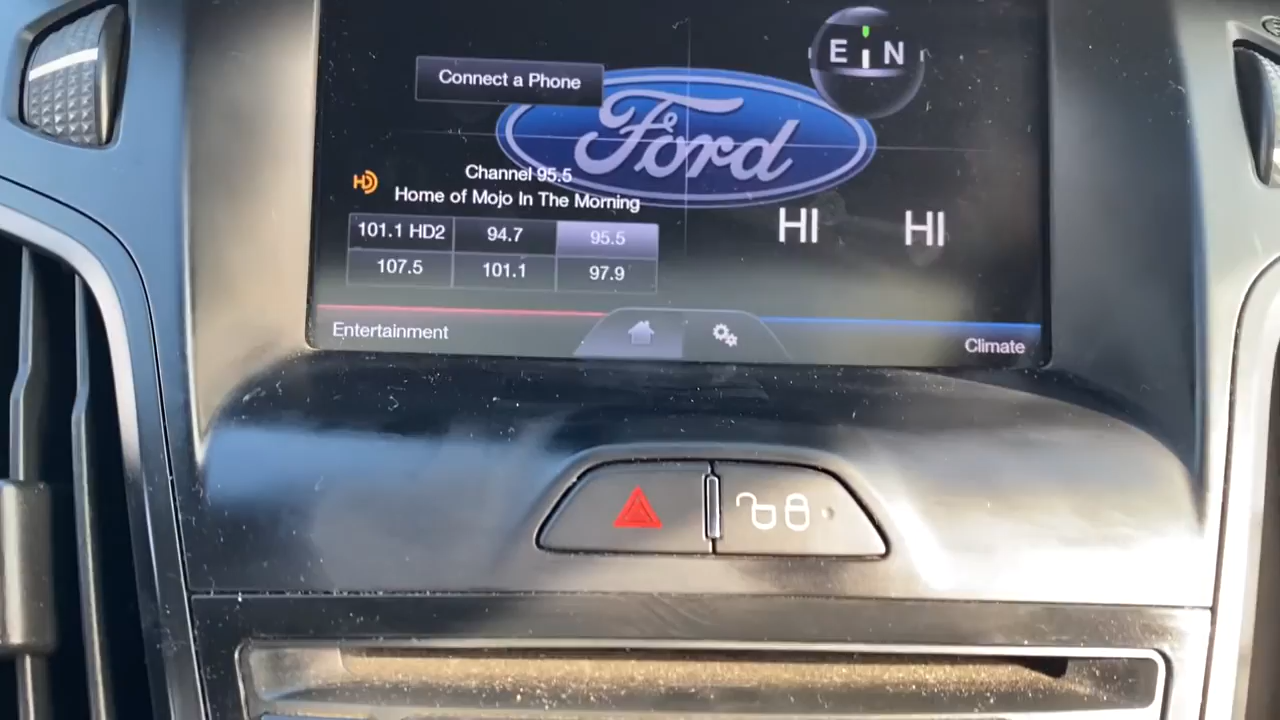 E N
Connect a Phone
Ford
Channel 95.5
HD
Home of Mojo In The Morning
HI HI
101.1 HD2 94.7 95.5
107.5 101.1 97.9
Entertainment
Climate